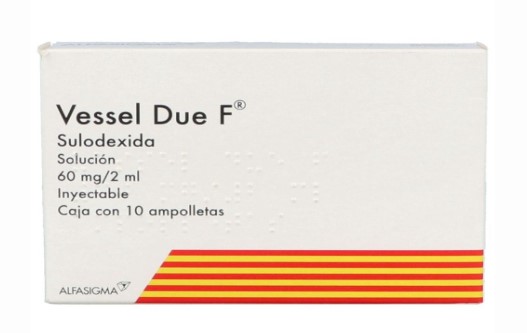 Vessel Due F®
Sulodexida
Solución
60 mg/2 ml
Inyectable
Caja con 10 ampolletas
ALFASIGMA